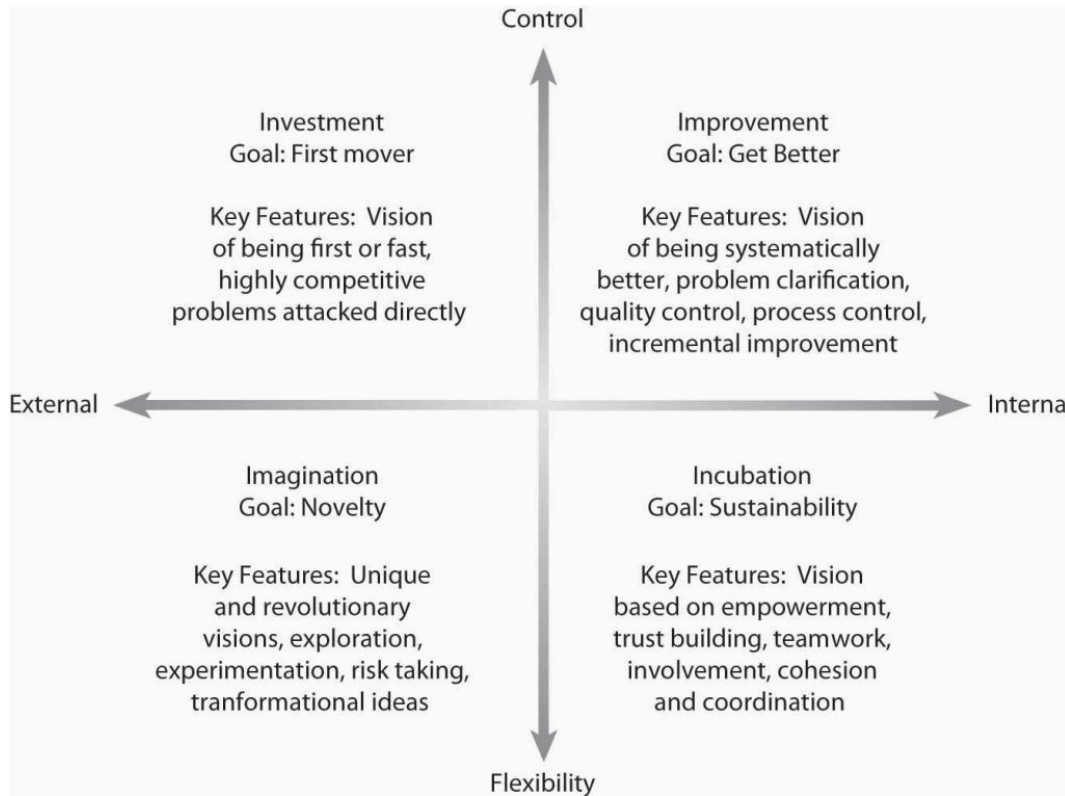 Control
Investment
Goal: First mover
Key Features: Vision
of being first or fast,
highly competitive
problems attacked directly
Improvement
Goal: Get Better
Key Features: Vision
of being systematically
better, problem clarification,
quality control, process control,
incremental improvement
External
Interna
Imagination
Goal: Novelty
Key Features: Unique
and revolutionary
visions, exploration,
experimentation, risk taking,
tranformational ideas
Incubation
Goal: Sustainability
Key Features: Vision
based on empowerment,
trust building, teamwork,
involvement, cohesion
and coordination
Flexibility